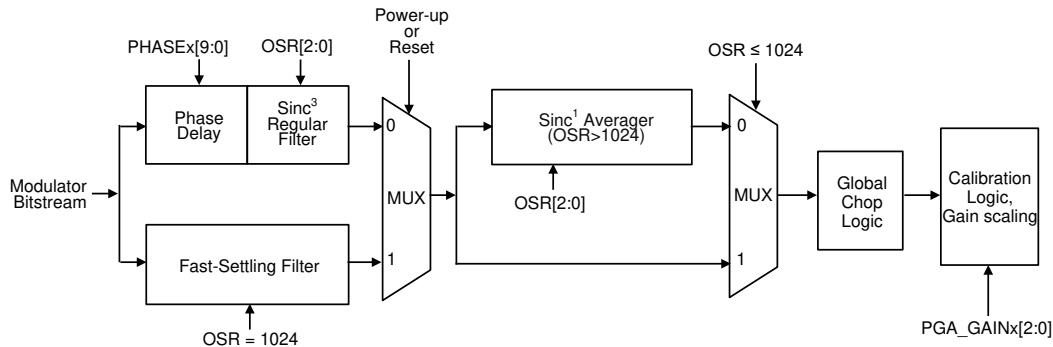 Power-up
or
Reset
PHASEx[9:0]
OSR[2:0]
OSR ≤ 1024
Phase
Delay
Sinc³
Regular
Filter
0
Sinc¹ Averager
(OSR>1024)
0
Modulator
Bitstream
MUX
OSR[2:0]
MUX
Global
Chop
Logic
Calibration
Logic,
Gain scaling
Fast-Settling Filter
1
1
OSR = 1024
PGA_GAINx[2:0]